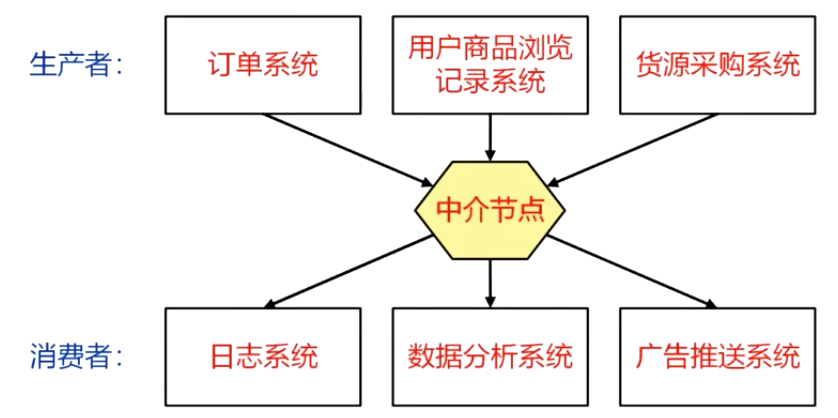 生产者：
订单系统
用户商品浏览
记录系统
货源采购系统
中介节点
消费者：
日志系统
数据分析系统
广告推送系统